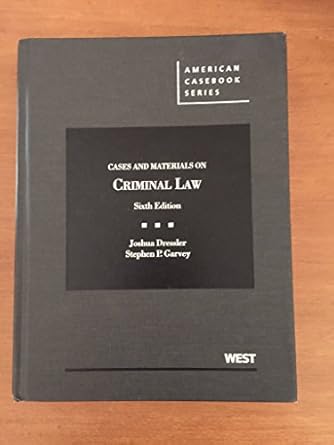 AMERICAN
CASEBOOK
SERIES
CASES AND MATERIALS ON
CRIMINAL LAW
Sixth Edition
Joshua Dressler
Stephen P. Garvey
WEST